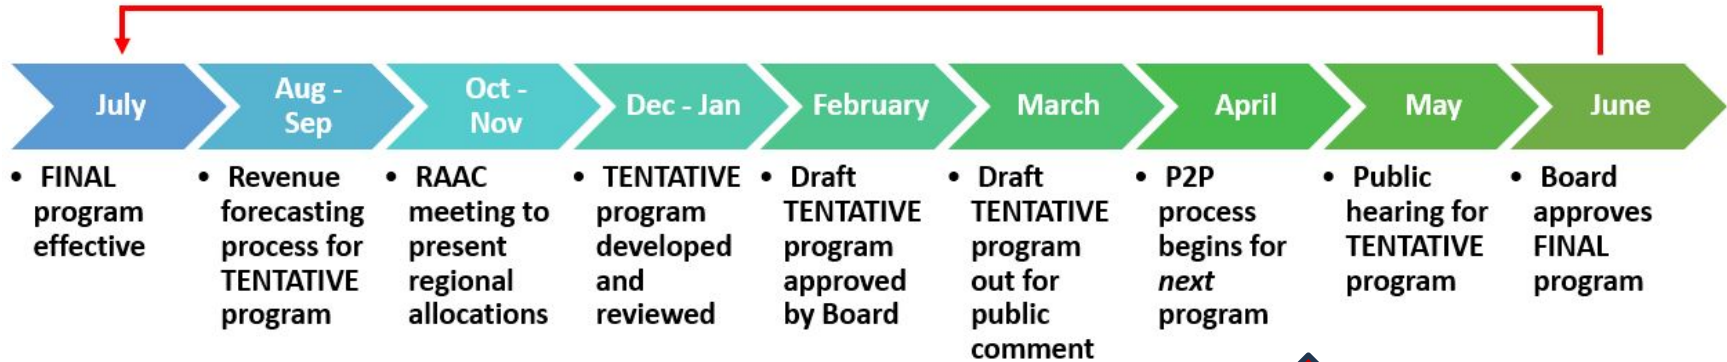 July
Aug -
Sep
Oct -
Nov
Dec - Jan
February
March
April
May
June
• FINAL
program
effective
• Revenue
forecasting
process for
TENTATIVE
program
• RAAC
meeting to
present
regional
allocations
• TENTATIVE
program
developed
and
reviewed
• Draft
TENTATIVE
program
approved
by Board
• Draft
TENTATIVE
program
out for
public
comment
• P2P
process
begins for
next
program
• Public
hearing for
TENTATIVE
program
• Board
approves
FINAL
program